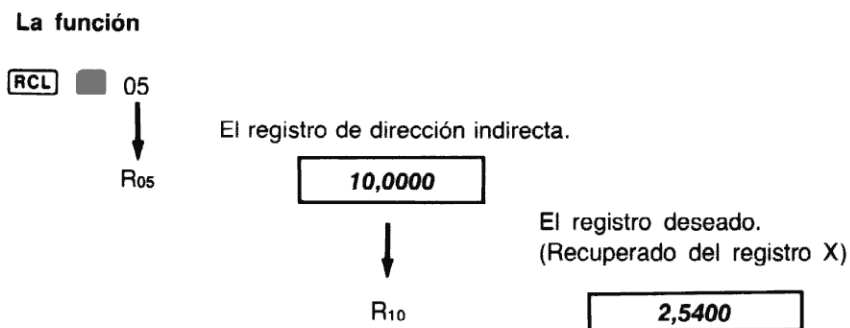 La función
RCL 05
El registro de dirección indirecta.
R05
10,0000
El registro deseado.
(Recuperado del registro X)
R10
2,5400